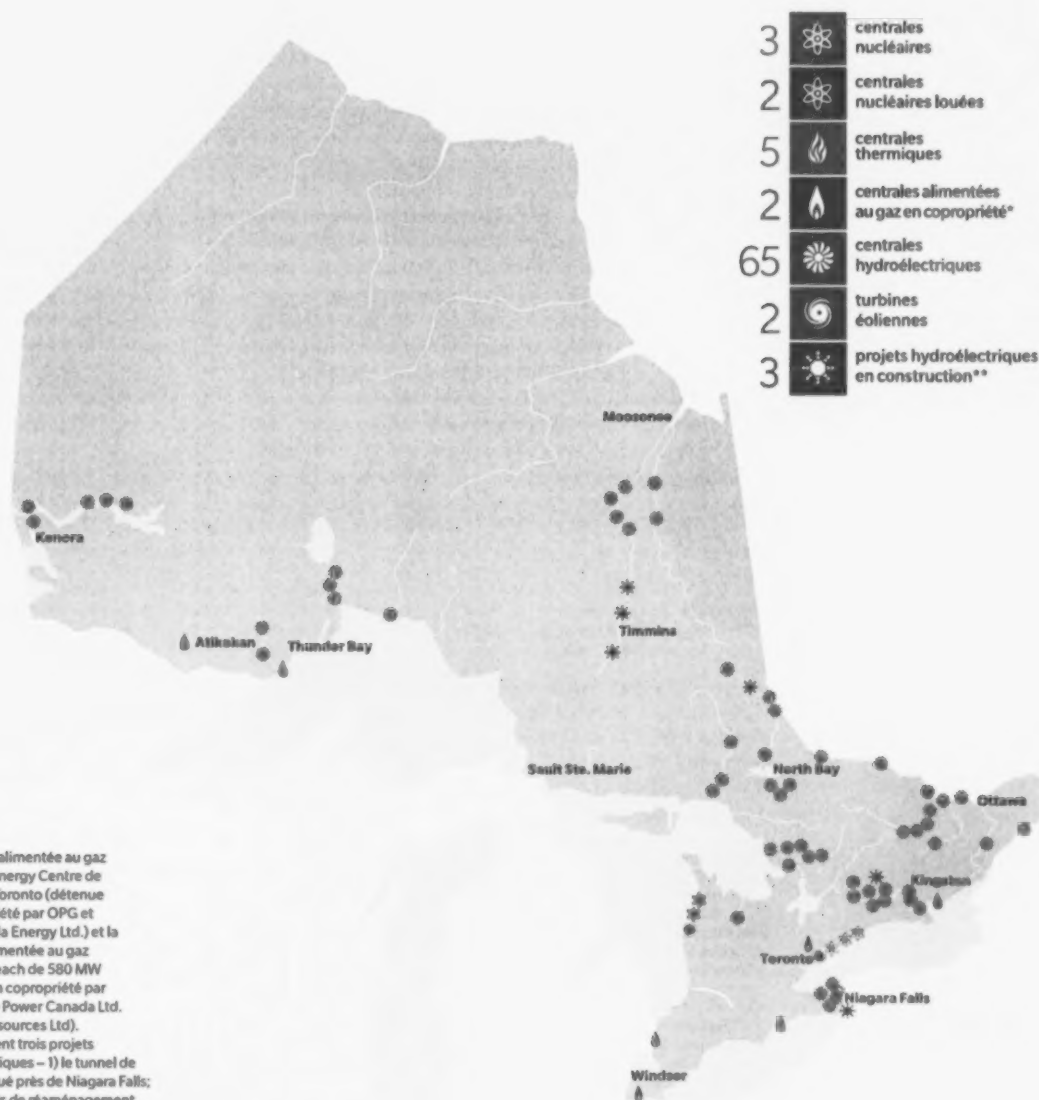 3 centrales
nucléaires
2 centrales
nucléaires louées
5 centrales
thermiques
2 centrales alimentées
au gaz en copropriété*
65 centrales
hydroélectriques
2 turbines
éoliennes
3 projets hydroélectriques
en construction**
Moosonee
Kenora
Atikokan
Thunder Bay
Timmins
Sault Ste. Marie
North Bay
Ottawa
Kingston
Toronto
Niagara Falls
Windsor
alimentée au gaz
nergy Centre de
oronto (détenue
été par OPG et
la Energy Ltd.) et la
mentée au gaz
each de 580 MW
n copropriété par
Power Canada Ltd.
sources Ltd).
ent trois projets
iques – 1) le tunnel de
ué près de Niagara Falls;